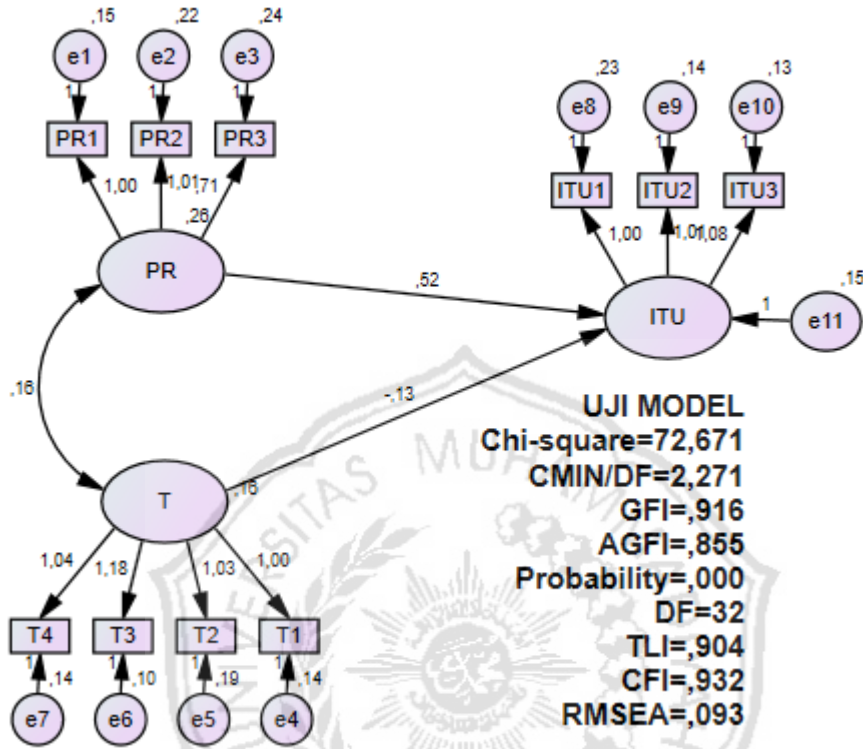 ,15 ,22 ,24
e1 e2 e3
1 1 1
PR1 PR2 PR3
1,00 1,01 ,71
,26
PR
,23 ,14 ,13
e8 e9 e10
1 1 1
ITU1 ITU2 ITU3
1,00 1,01 1,08
ITU
,15
1 e11
,52
-,13
,16
T
,16
1,04 1,18 1,03 1,00
T4 T3 T2 T1
1 ,14 1 ,10 1 ,19 1 ,14
e7 e6 e5 e4
UJI MODEL
Chi-square=72,671
CMIN/DF=2,271
GFI=,916
AGFI=,855
Probability=,000
DF=32
TLI=,904
CFI=,932
RMSEA=,093
UNIVERSITAS MUHAM